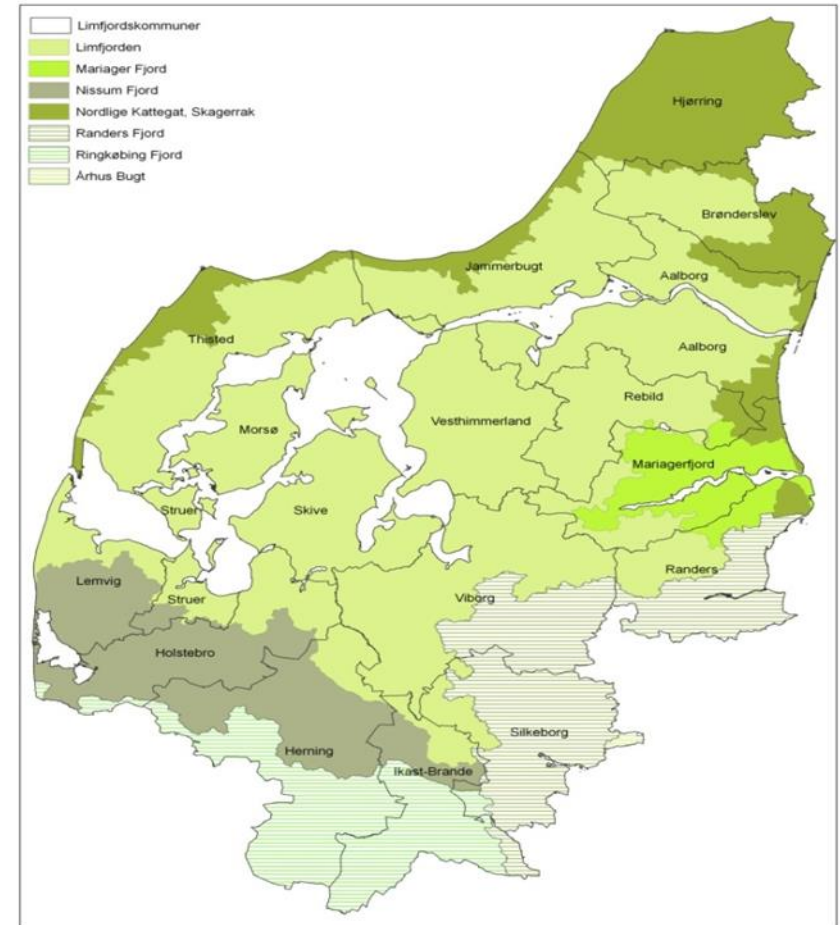 Limfjordskommuner
Limfjorden
Mariager Fjord
Nissum Fjord
Nordlige Kattegat, Skagerrak
Randers Fjord
Ringkøbing Fjord
Århus Bugt
Hjørring
Brønderslev
Jammerbugt
Aalborg
Thisted
Aalborg
Rebild
Vesthimmerland
Morsø
Mariagerfjord
Struer
Skive
Randers
Lemvig
Struer
Viborg
Holstebro
Silkeborg
Herning
Ikast-Brande